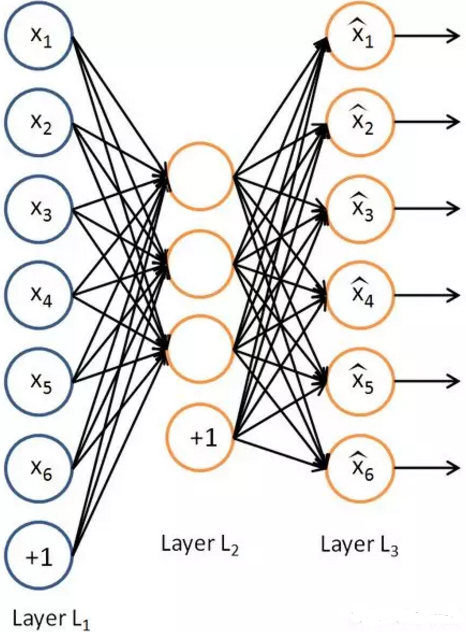 x₁
x₂
x₃
x₄
x₅
x₆
+1
Layer L₁
+1
Layer L₂
x̂₁
x̂₂
x̂₃
x̂₄
x̂₅
x̂₆
Layer L₃